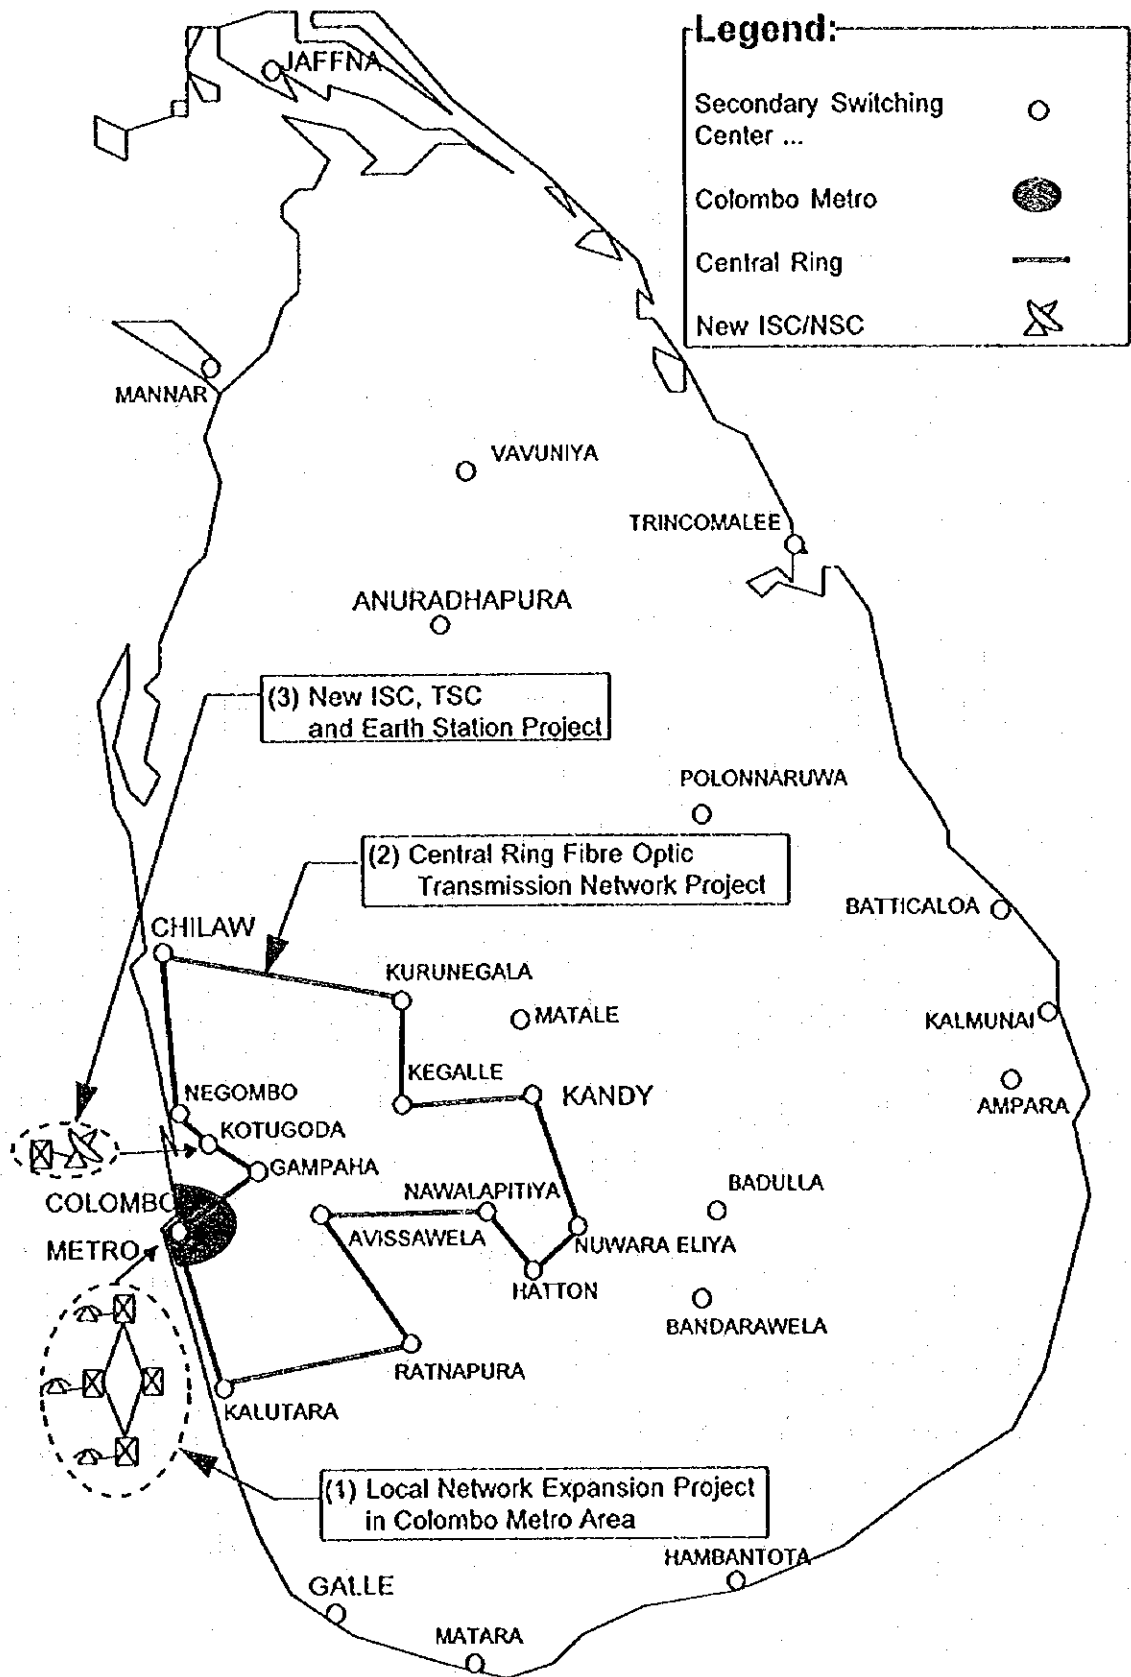 Legend:
Secondary Switching
Center ...
Colombo Metro
Central Ring
New ISC/NSC
JAFFNA
MANNAR
VAVUNIYA
TRINCOMALEE
ANURADHAPURA
(3) New ISC, TSC
and Earth Station Project
POLONNARUWA
(2) Central Ring Fibre Optic
Transmission Network Project
BATTICALOA
CHILAW
KURUNEGALA
MATALE
KALMUNAI
KEGALLE
KANDY
AMPARA
NEGOMBO
KOTUGODA
GAMPAHA
NAWALAPITIYA
BADULLA
COLOMBO
METRO
AVISSAWELA
NUWARA ELIYA
HATTON
BANDARAWELA
RATNAPURA
KALUTARA
(1) Local Network Expansion Project
in Colombo Metro Area
HAMBANTOTA
GALLE
MATARA